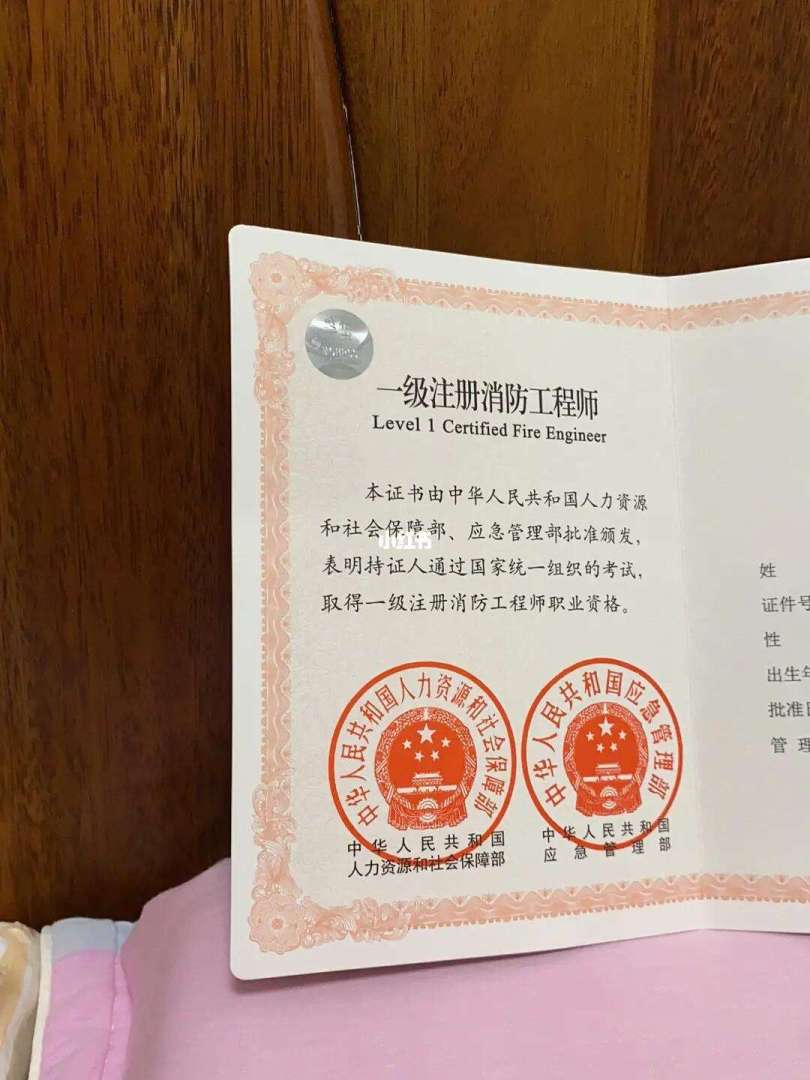 一级注册消防工程师
Level 1 Certified Fire Engineer
本证书由中华人民共和国人力资源
和社会保障部、应急管理部批准颁发，
表明持证人通过国家统一组织的考试，
取得一级注册消防工程师职业资格。
小红书
中华人民共和国人力资源和社会保障部
中华人民共和国应急管理部
中华人民共和国
人力资源和社会保障部
中华人民共和国
应急管理部
姓
证件号
性
出生年
批准日
管理